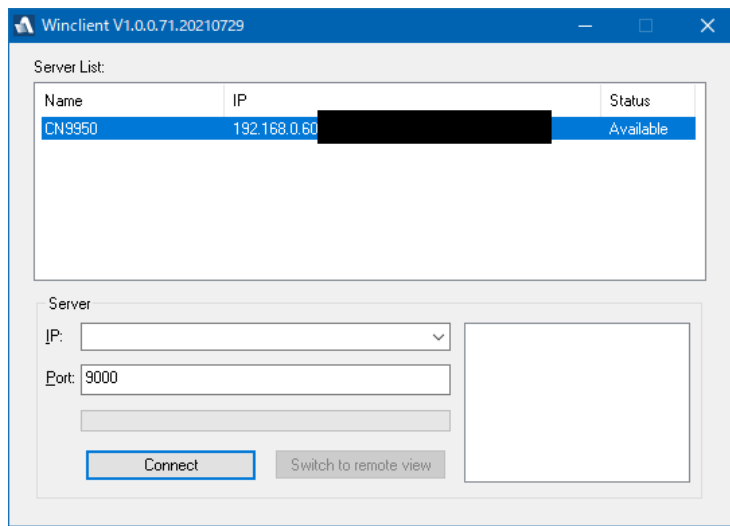 Winclient V1.0.0.71.20210729
Server List:
Name IP Status
CN9950 192.168.0.60 Available
Server
IP:
Port: 9000
Connect Switch to remote view